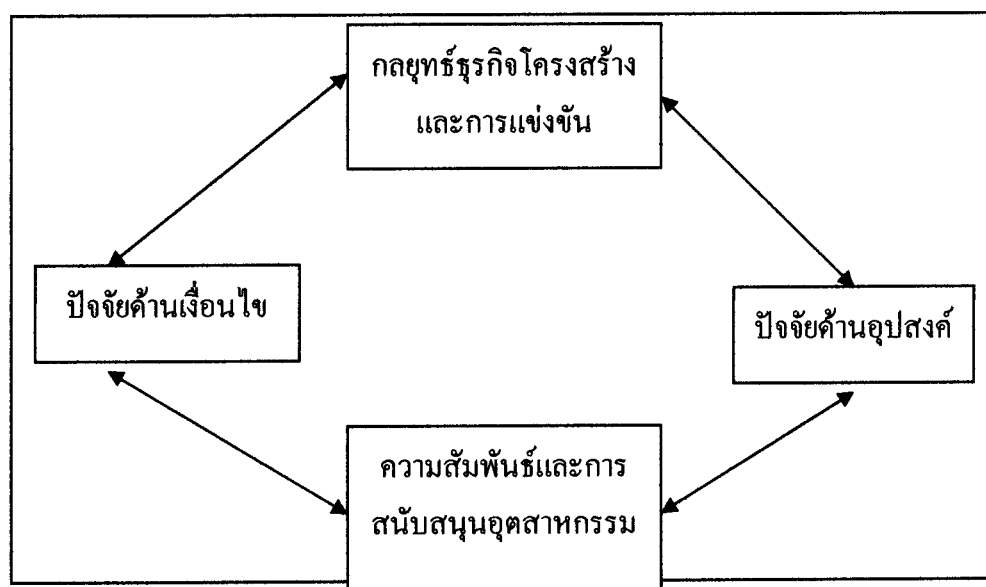 กลยุทธ์ธุรกิจโครงสร้าง
และการแข่งขัน
ปัจจัยด้านเงื่อนไข
ปัจจัยด้านอุปสงค์
ความสัมพันธ์และการ
สนับสนุนอุตสาหกรรม